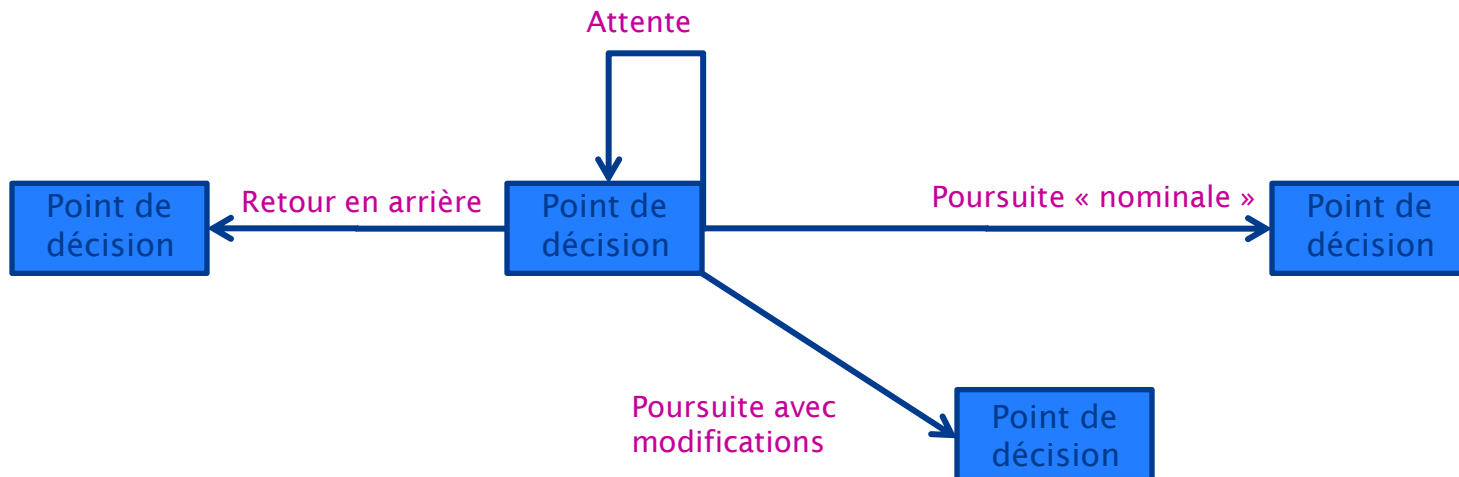 Attente
Point de
décision
Retour en arrière
Point de
décision
Poursuite « nominale »
Point de
décision
Poursuite avec
modifications
Point de
décision